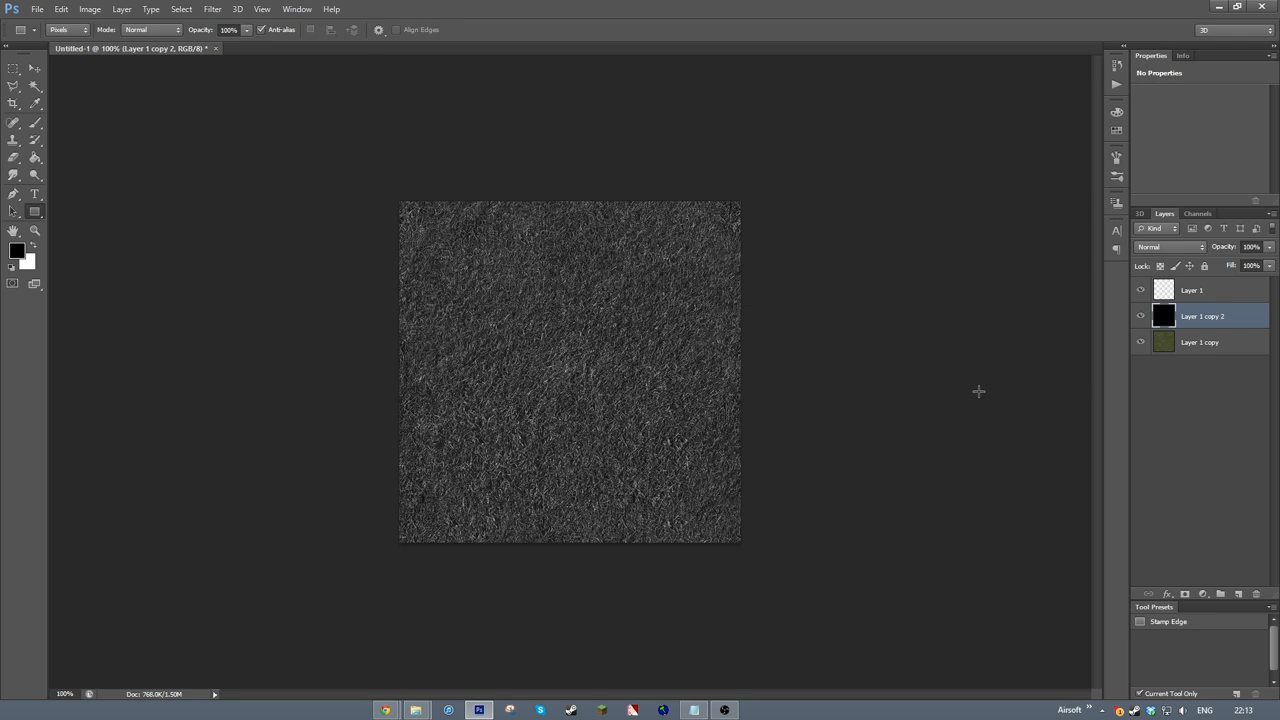 Ps File Edit Image Layer Type Select Filter 3D View Window Help
Pixels Mode: Normal Opacity: 100% Anti-alias Align Edges 3D
Untitled-1 @ 100% (Layer 1 copy 2, RGB/8) * ×
Properties Info
No Properties
3D Layers Channels
Kind
Normal Opacity: 100%
Lock: Fill: 100%
Layer 1
Layer 1 copy 2
Layer 1 copy
fx
Tool Presets
Stamp Edge
Current Tool Only
100% Doc: 768.0K/1.50M
Airsoft » ENG 22:13